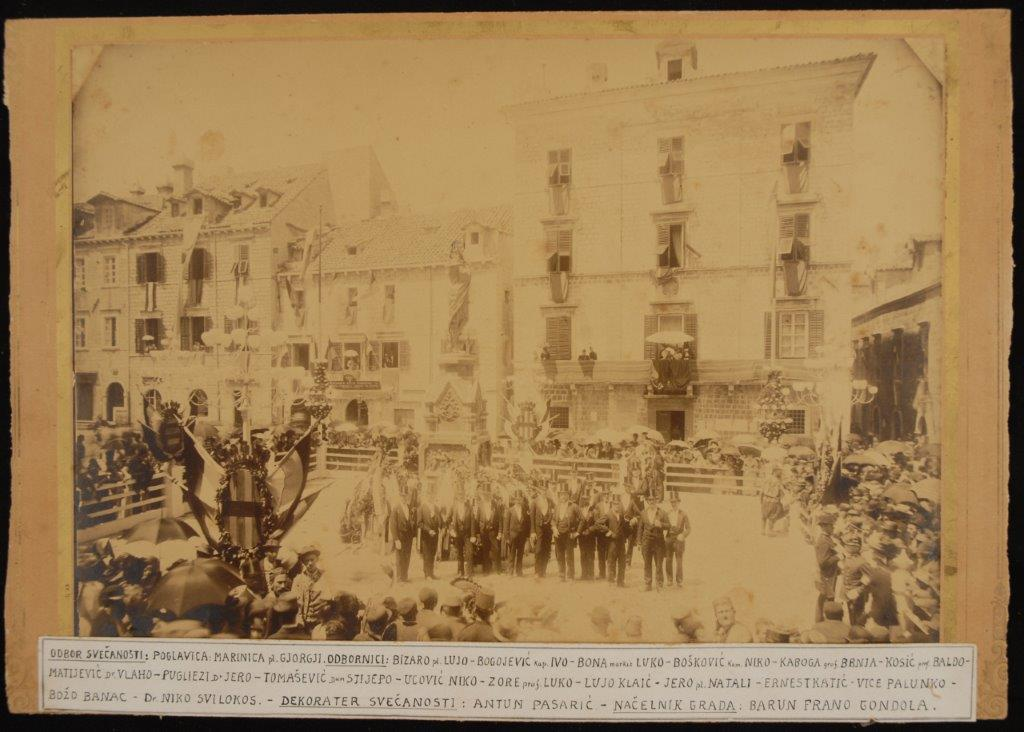 ODBOR SVEČANOSTI: POGLAVICA: MARINICA pl. GJORGJI. ODBORNICI: BIZARO pl. LUJO - BOGOJEVIĆ Kap. IVO - BONA markiz LUKO - BOŠKOVIĆ Kom. NIKO - KABOGA prof. BRNJA - KOSIĆ prof. BALDO -
MATIJEVIĆ Dr. VLAHO - PUGLIEZI Dr. JERO - TOMAŠEVIĆ Dum STIJEPO - UCOVIĆ NIKO - ZORE prof. LUKO - LUJO KLAIĆ - JERO pl. NATALI - ERNEST KATIĆ - VICE PALUNKO -
BOŽO BANAC - Dr. NIKO SVILOKOS. - DEKORATER SVEČANOSTI: ANTUN PASARIĆ - NAČELNIK GRADA: BARUN FRANO GONDOLA.